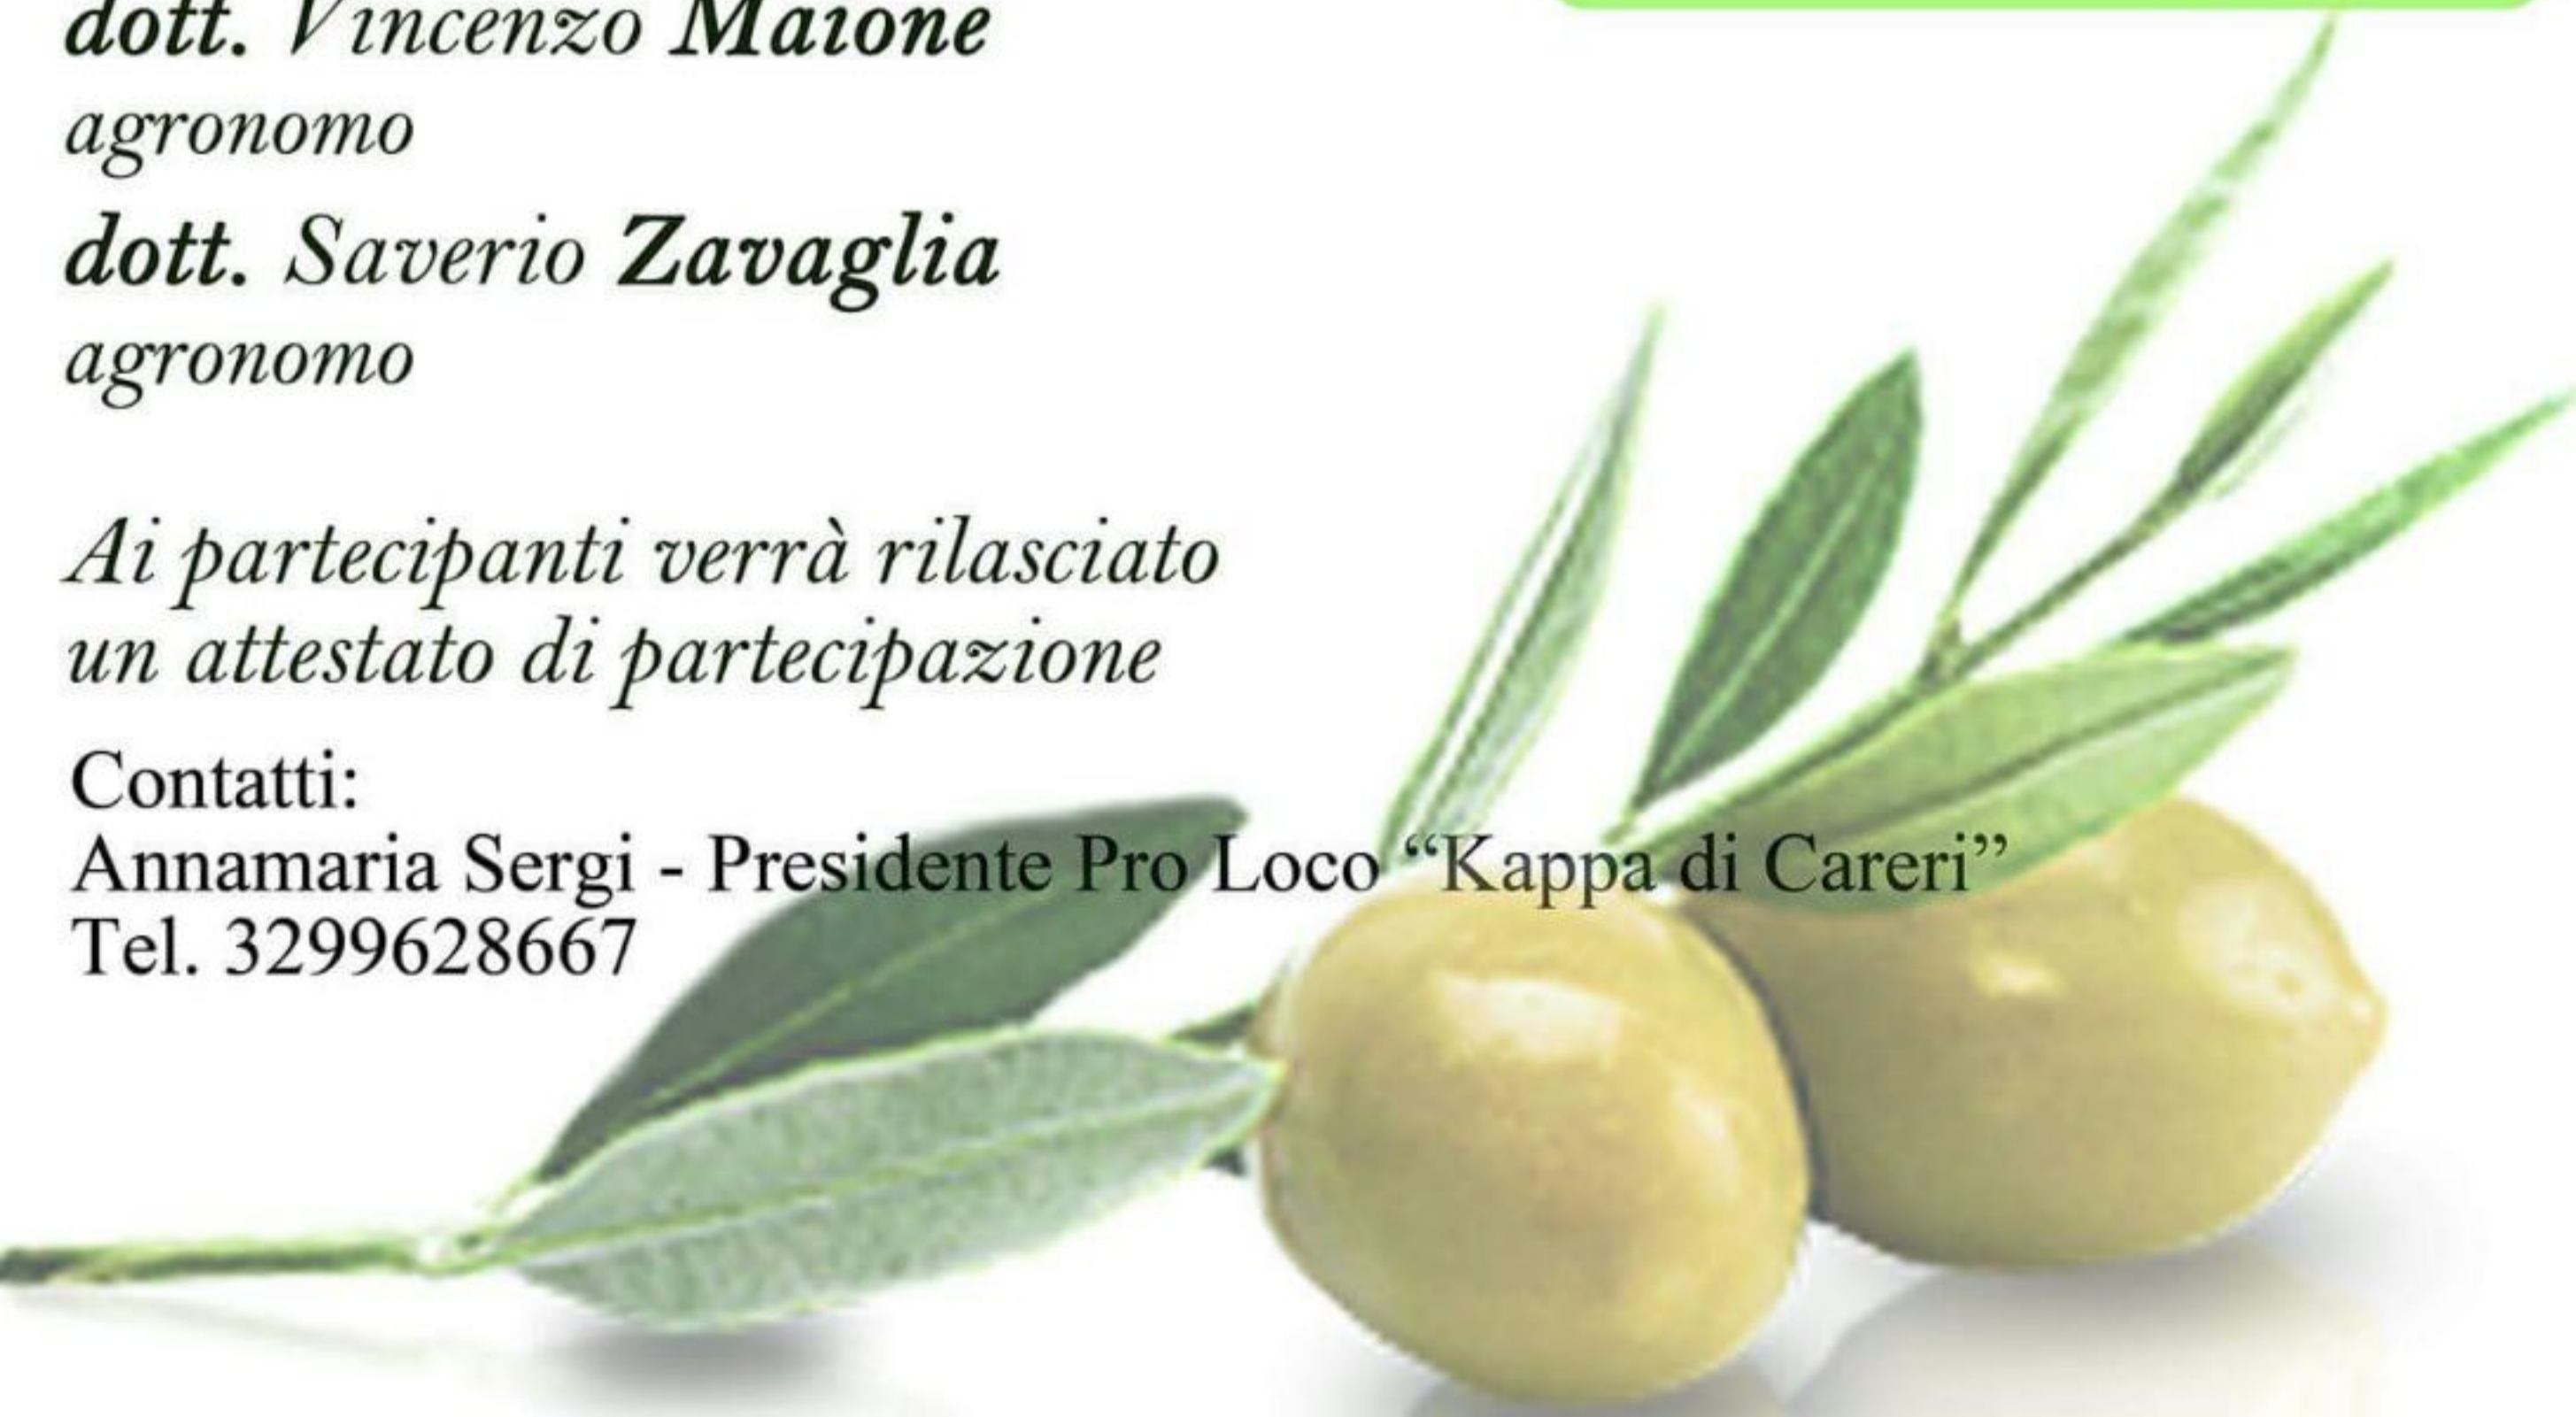 dott. Vincenzo Maione
agronomo
dott. Saverio Zavaglia
agronomo
Ai partecipanti verrà rilasciato
un attestato di partecipazione
Contatti:
Annamaria Sergi - Presidente Pro Loco “Kappa di Careri”
Tel. 3299628667